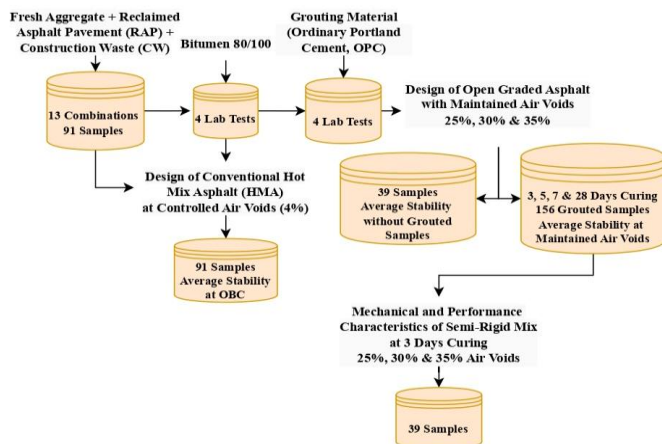 Fresh Aggregate + Reclaimed
Asphalt Pavement (RAP) +
Construction Waste (CW)
Bitumen 80/100
Grouting Material
(Ordinary Portland
Cement, OPC)
13 Combinations
91 Samples
4 Lab Tests
4 Lab Tests
Design of Open Graded Asphalt
with Maintained Air Voids
25%, 30% & 35%
Design of Conventional Hot
Mix Asphalt (HMA)
at Controlled Air Voids (4%)
39 Samples
Average Stability
without Grouted
Samples
3, 5, 7 & 28 Days Curing
156 Grouted Samples
Average Stability at
Maintained Air Voids
91 Samples
Average Stability
at OBC
Mechanical and Performance
Characteristics of Semi-Rigid Mix
at 3 Days Curing
25%, 30% & 35% Air Voids
39 Samples